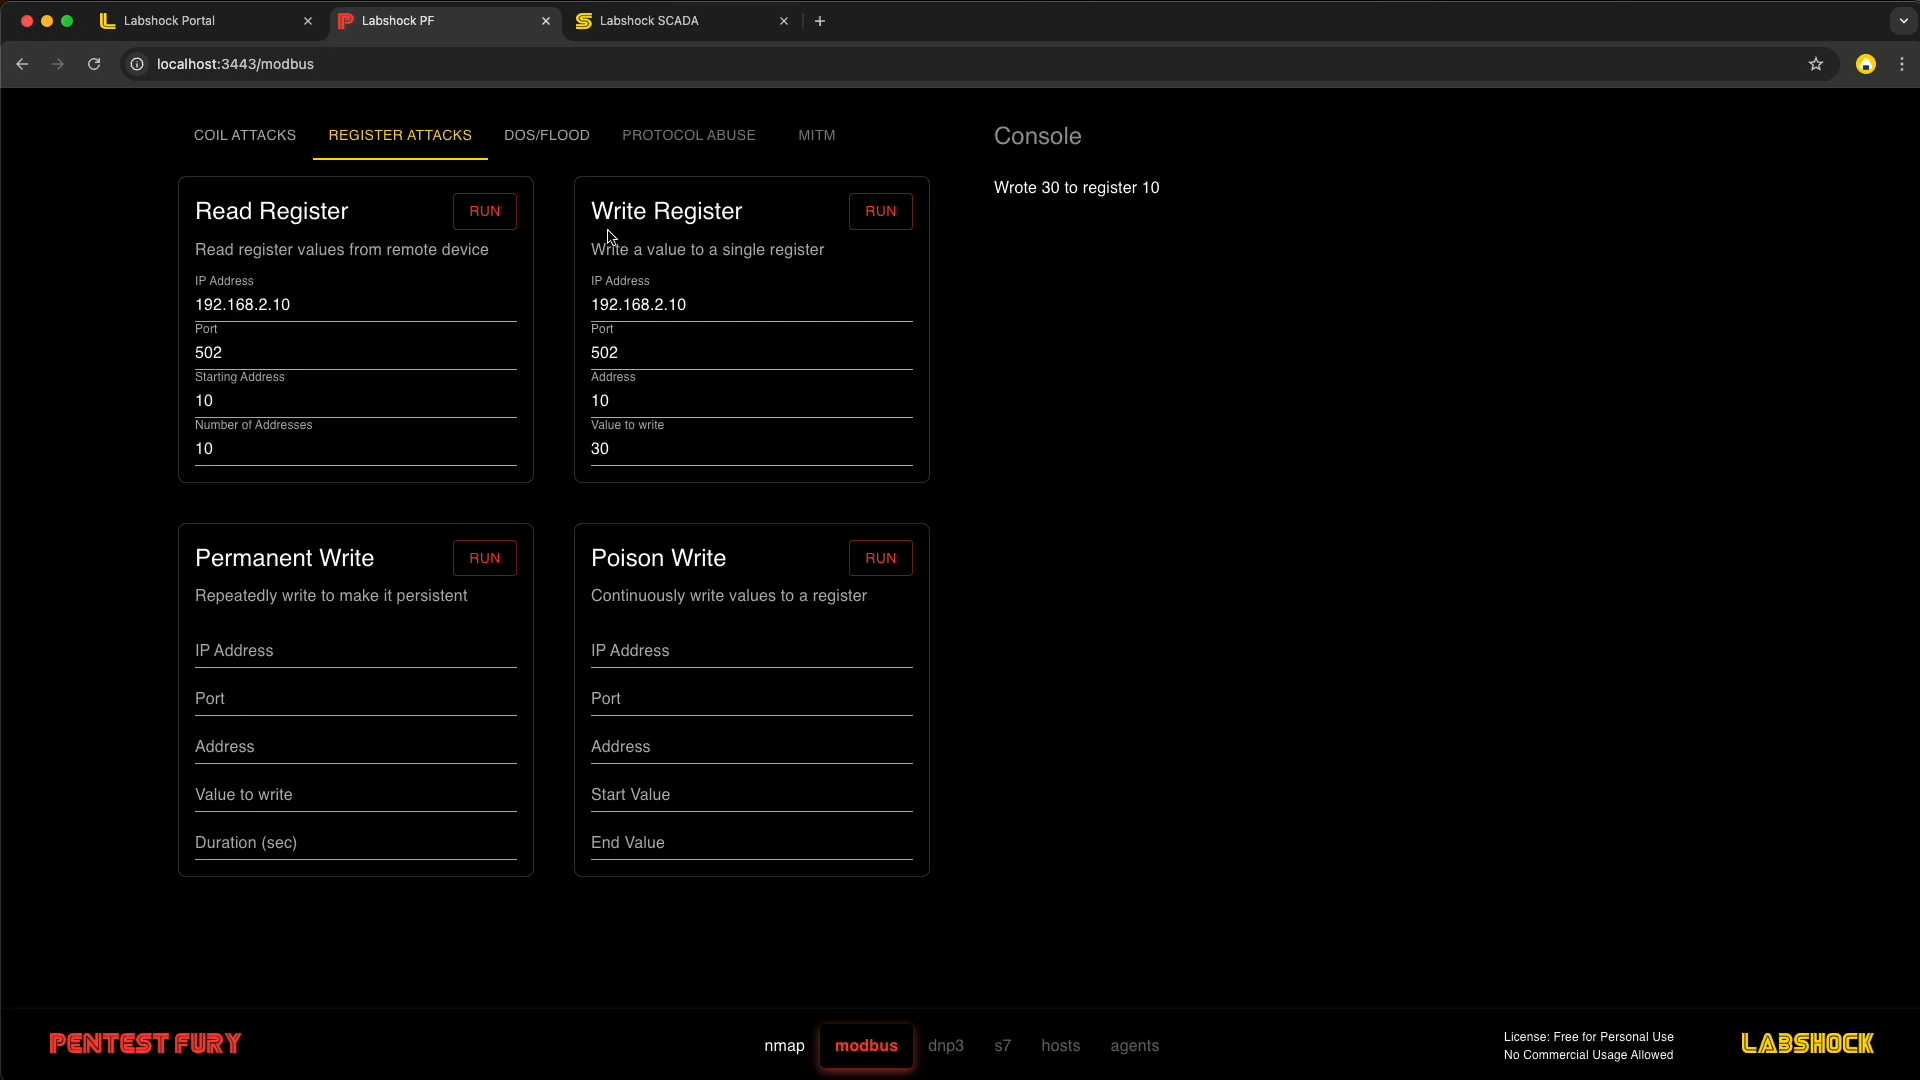 Labshock Portal
Labshock PF
Labshock SCADA
localhost:3443/modbus
COIL ATTACKS
REGISTER ATTACKS
DOS/FLOOD
PROTOCOL ABUSE
MITM
Read Register
RUN
Read register values from remote device
IP Address
192.168.2.10
Port
502
Starting Address
10
Number of Addresses
10
Write Register
RUN
Write a value to a single register
IP Address
192.168.2.10
Port
502
Address
10
Value to write
30
Permanent Write
RUN
Repeatedly write to make it persistent
IP Address
Port
Address
Value to write
Duration (sec)
Poison Write
RUN
Continuously write values to a register
IP Address
Port
Address
Start Value
End Value
Console
Wrote 30 to register 10
PENTEST FURY
nmap
modbus
dnp3
s7
hosts
agents
License: Free for Personal Use
No Commercial Usage Allowed
LABSHOCK